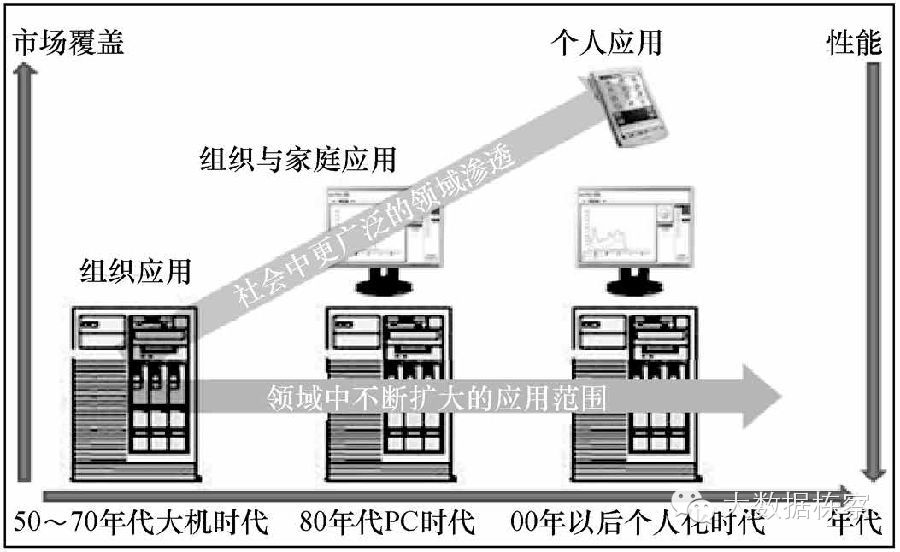 市场覆盖
个人应用
性能
组织与家庭应用
社会中更广泛的领域渗透
组织应用
领域中不断扩大的应用范围
50～70年代大机时代
80年代PC时代
00年以后个人化时代
年代
大数据栋察